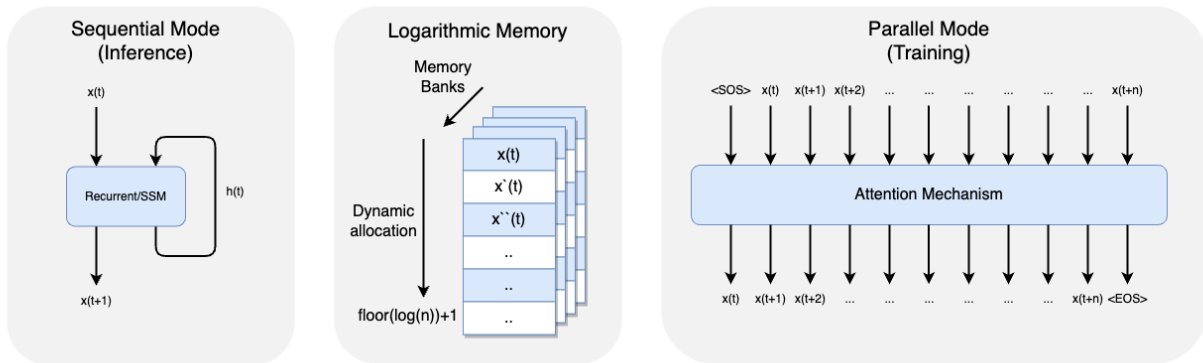 Sequential Mode
(Inference)
x(t)
Recurrent/SSM
h(t)
x(t+1)
Logarithmic Memory
Memory
Banks
x(t)
x`(t)
x``(t)
..
..
..
Dynamic
allocation
floor(log(n))+1
Parallel Mode
(Training)
<SOS> x(t) x(t+1) x(t+2) ... ... ... ... ... ... x(t+n)
Attention Mechanism
x(t) x(t+1) x(t+2) ... ... ... ... ... ... x(t+n) <EOS>